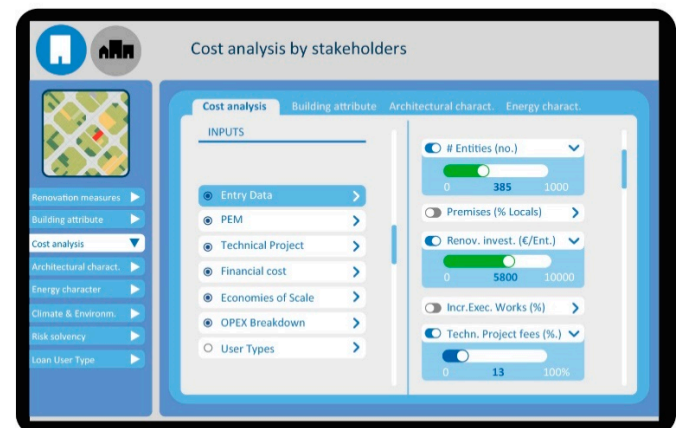 Cost analysis by stakeholders
Renovation measures
Building attribute
Cost analysis
Architectural charact.
Energy character
Climate & Environm.
Risk solvency
Loan User Type
Cost analysis Building attribute Architectural charact. Energy charact.
INPUTS
Entry Data
PEM
Technical Project
Financial cost
Economies of Scale
OPEX Breakdown
User Types
# Entities (no.)
0 385 1000
Premises (% Locals)
Renov. invest. (€/Ent.)
0 5800 10000
Incr.Exec. Works (%)
Techn. Project fees (%.)
0 13 100%